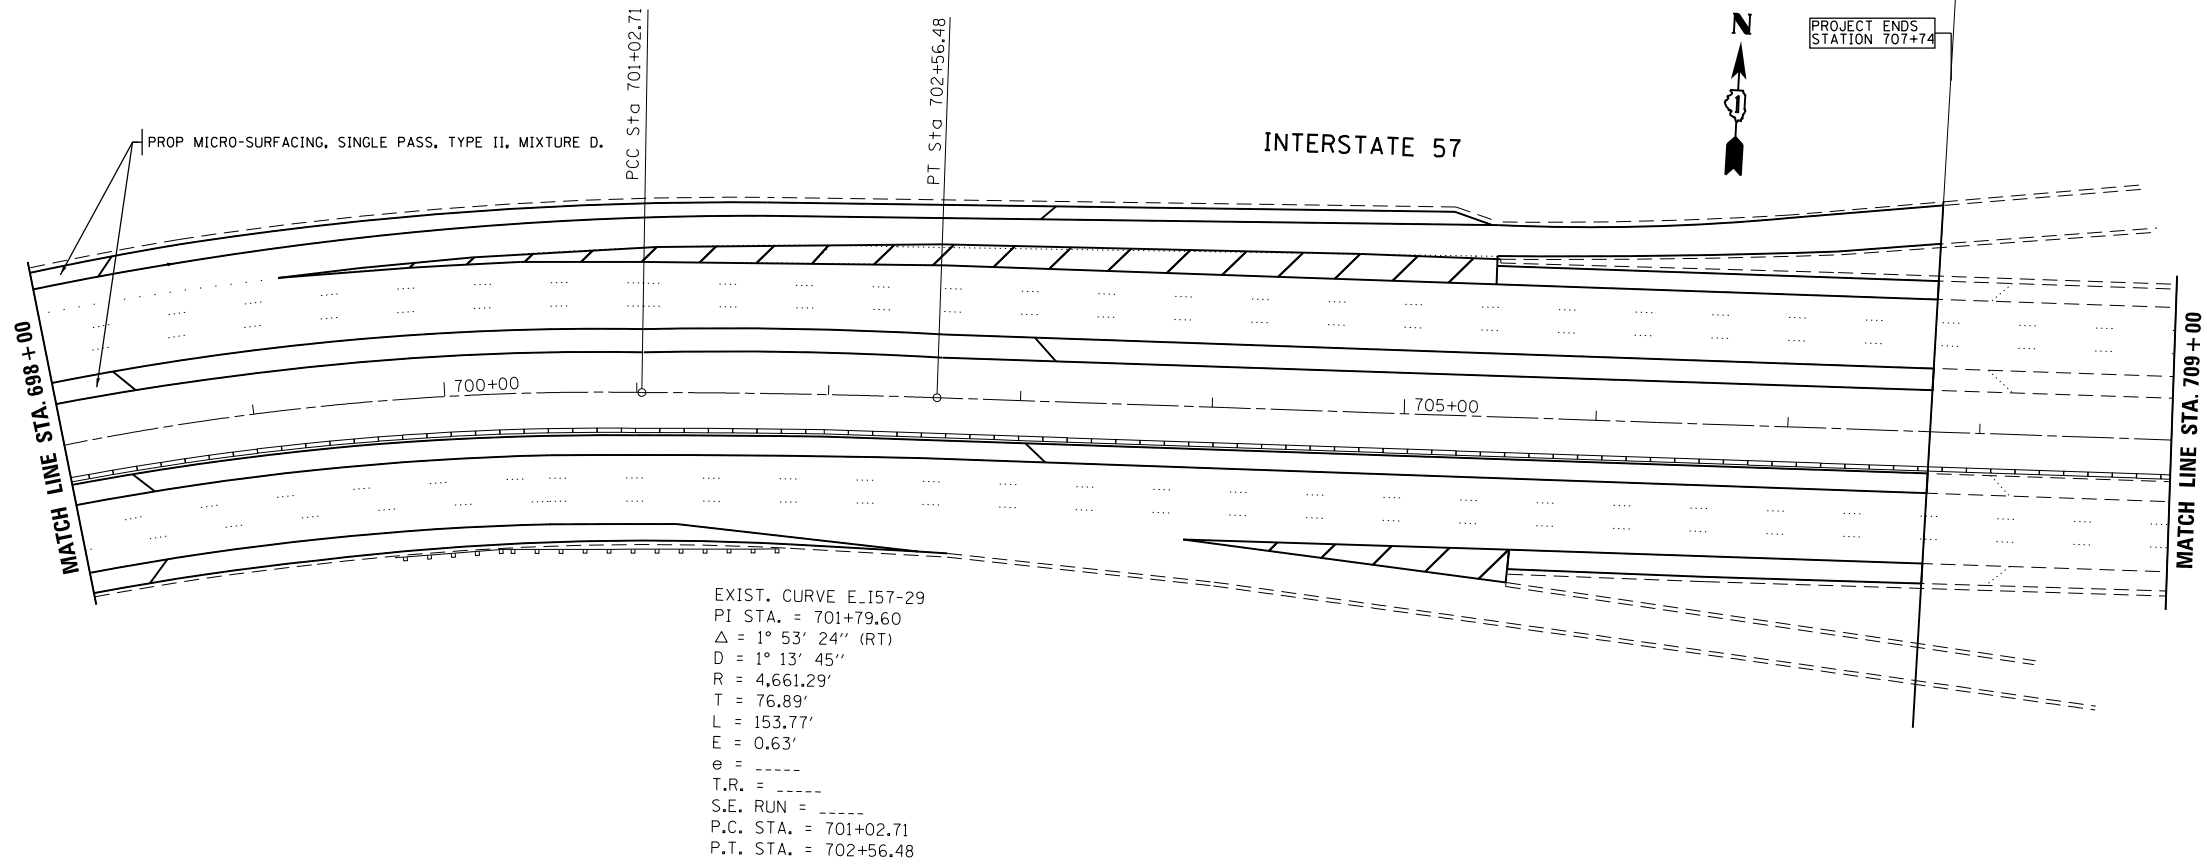 PCC Sta 701+02.71
PT Sta 702+56.48
N
1
PROJECT ENDS
STATION 707+74
PROP MICRO-SURFACING, SINGLE PASS, TYPE II, MIXTURE D.
INTERSTATE 57
MATCH LINE STA. 698+00
700+00
705+00
MATCH LINE STA. 709+00
EXIST. CURVE E_I57-29
PI STA. = 701+79.60
Δ = 1° 53' 24'' (RT)
D = 1° 13' 45''
R = 4,661.29'
T = 76.89'
L = 153.77'
E = 0.63'
e = _____
T.R. = _____
S.E. RUN = _____
P.C. STA. = 701+02.71
P.T. STA. = 702+56.48